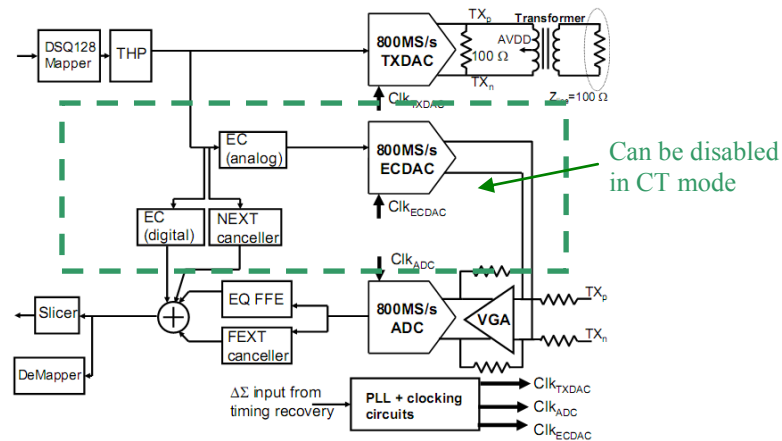 DSQ128
Mapper
THP
800MS/s
TXDAC
TXp
100 Ω
TXn
AVDD
Transformer
=100 Ω
ClkTXDAC
EC
(analog)
800MS/s
ECDAC
ClkECDAC
Can be disabled
in CT mode
EC
(digital)
NEXT
canceller
ClkADC
Slicer
DeMapper
EQ FFE
FEXT
canceller
800MS/s
ADC
VGA
TXp
TXn
ΔΣ input from
timing recovery
PLL + clocking
circuits
ClkTXDAC
ClkADC
ClkECDAC